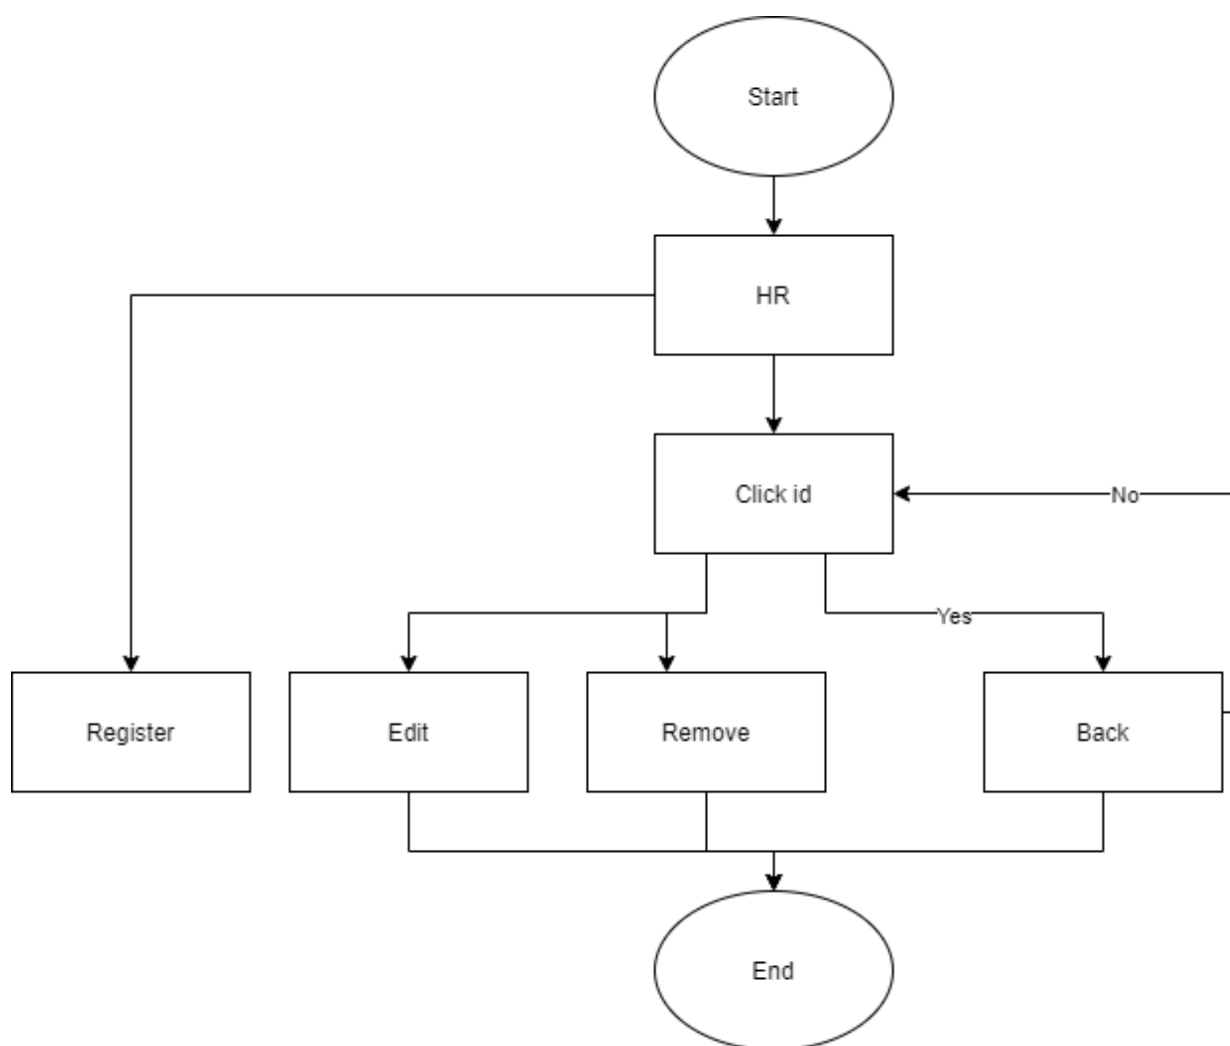 Start
HR
Click id
No
Yes
Register
Edit
Remove
Back
End